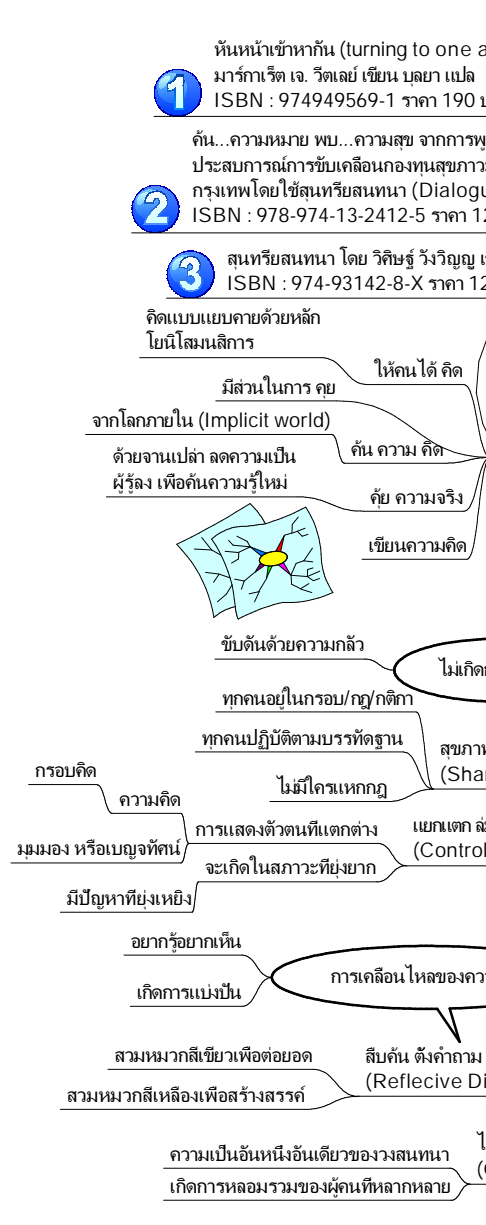 หันหน้าเข้าหากัน (turning to one a
มาร์กาเร็ต เจ. วีตเลย์ เขียน บุลยา แปล
1
ISBN : 974949569-1 ราคา 190
ค้น...ความหมาย พบ...ความสุข จากการพู
ประสบการณ์การขับเคลื่อนกองทุนสุขภาวะ
กรุงเทพโดยใช้สุนทรียสนทนา (Dialogu
2
ISBN : 978-974-13-2412-5 ราคา 12
3
สุนทรียสนทนา โดย วิศิษฐ์ วังวิญญู
ISBN : 974-93142-8-X ราคา 12
คิดแบบแยบคายด้วยหลัก
โยนิโสมนสิการ
ให้คนได้ คิด
มีส่วนในการ คุย
จากโลกภายใน (Implicit world)
ค้น ความ คิด
ด้วยจานเปล่า ลดความเป็น
ผู้รู้ลง เพื่อค้นความรู้ใหม่
คุ้ย ความจริง
เขียนความคิด
ขับดันด้วยความกลัว
ไม่เกิด
ทุกคนอยู่ในกรอบ/กฎ/กติกา
ทุกคนปฏิบัติตามบรรทัดฐาน
ไม่มีใครแหกกฎ
สุขภา
(Shar
กรอบคิด
ความคิด
มุมมอง หรือเบญจทัศน์
การแสดงตัวตนที่แตกต่าง
แยกแตก
(Control
จะเกิดในสภาวะที่ยุ่งยาก
มีปัญหาที่ยุ่งเหยิง
อยากรู้อยากเห็น
เกิดการแบ่งปัน
การเคลื่อนไหลของควา
สวมหมวกสีเขียวเพื่อต่อยอด
สวมหมวกสีเหลืองเพื่อสร้างสรรค์
สืบค้น ตั้งคำถาม
(Reflecive Di
ความเป็นอันหนึ่งอันเดียวของวงสนทนา
เกิดการหลอมรวมของผู้คนที่หลากหลาย